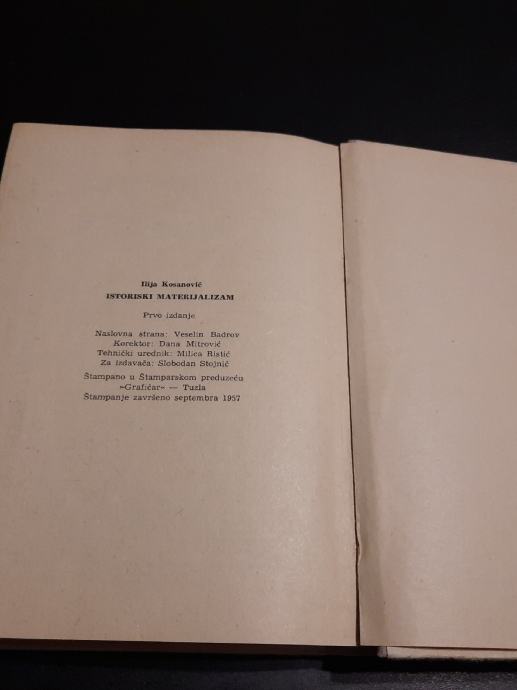 Ilija Kosanović
ISTORISKI MATERIJALIZAM
Prvo izdanje
Naslovna strana: Veselin Badrov
Korektor: Dana Mitrović
Tehnički urednik: Milica Ristić
Za izdavača: Slobodan Stojnić
Štampano u Štamparskom preduzeću
»Grafičar« — Tuzla
Štampanje završeno septembra 1957